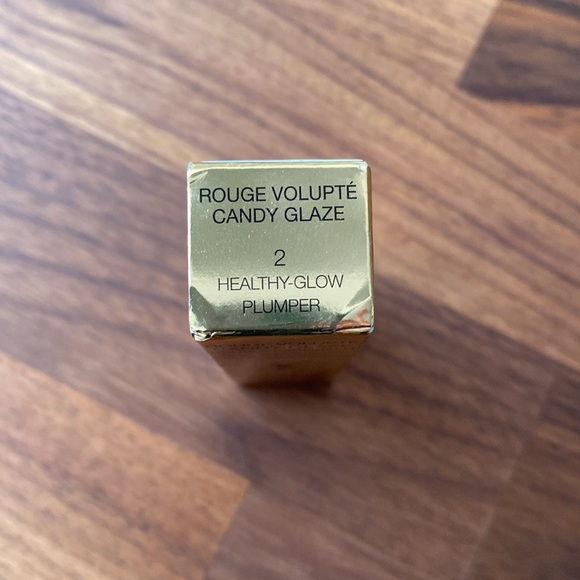 ROUGE VOLUPTÉ
CANDY GLAZE
2
HEALTHY-GLOW
PLUMPER